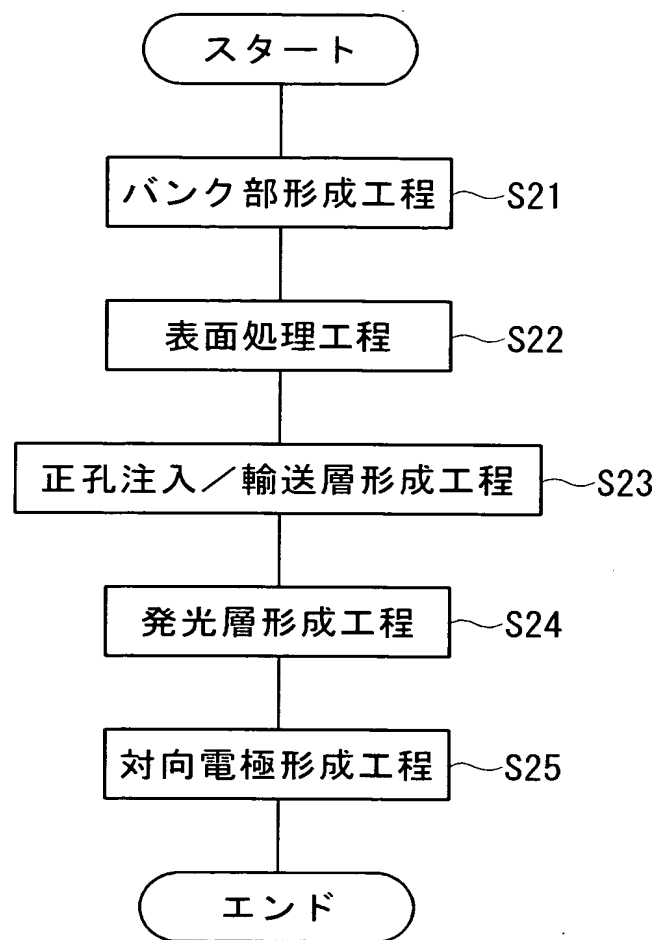 スタート
バンク部形成工程 S21
表面処理工程 S22
正孔注入／輸送層形成工程 S23
発光層形成工程 S24
対向電極形成工程 S25
エンド